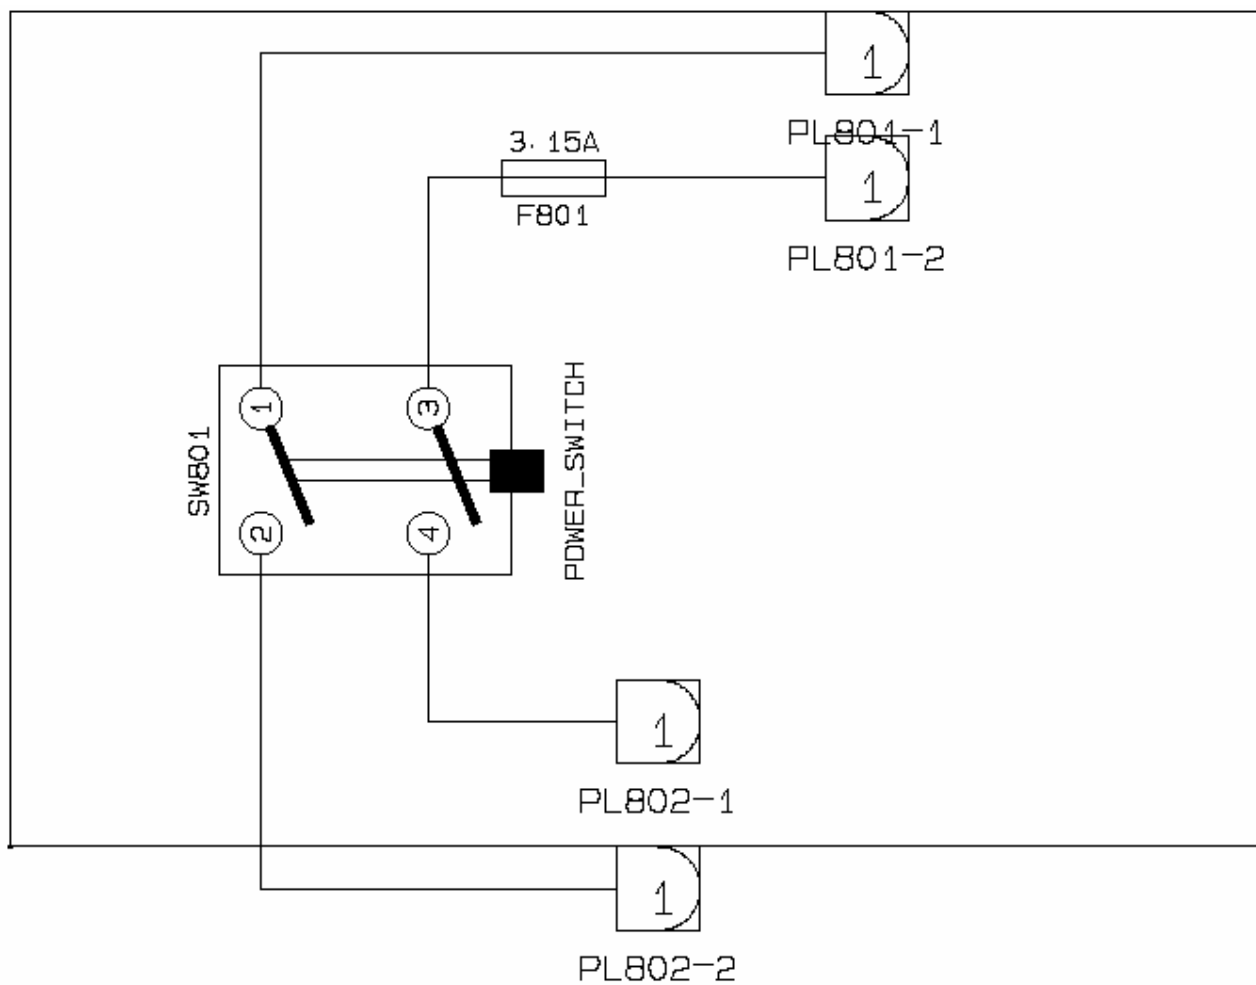 1
PL801-1
3.15A
1
F801
PL801-2
1
3
SW801
POWER_SWITCH
2
4
1
PL802-1
1
PL802-2